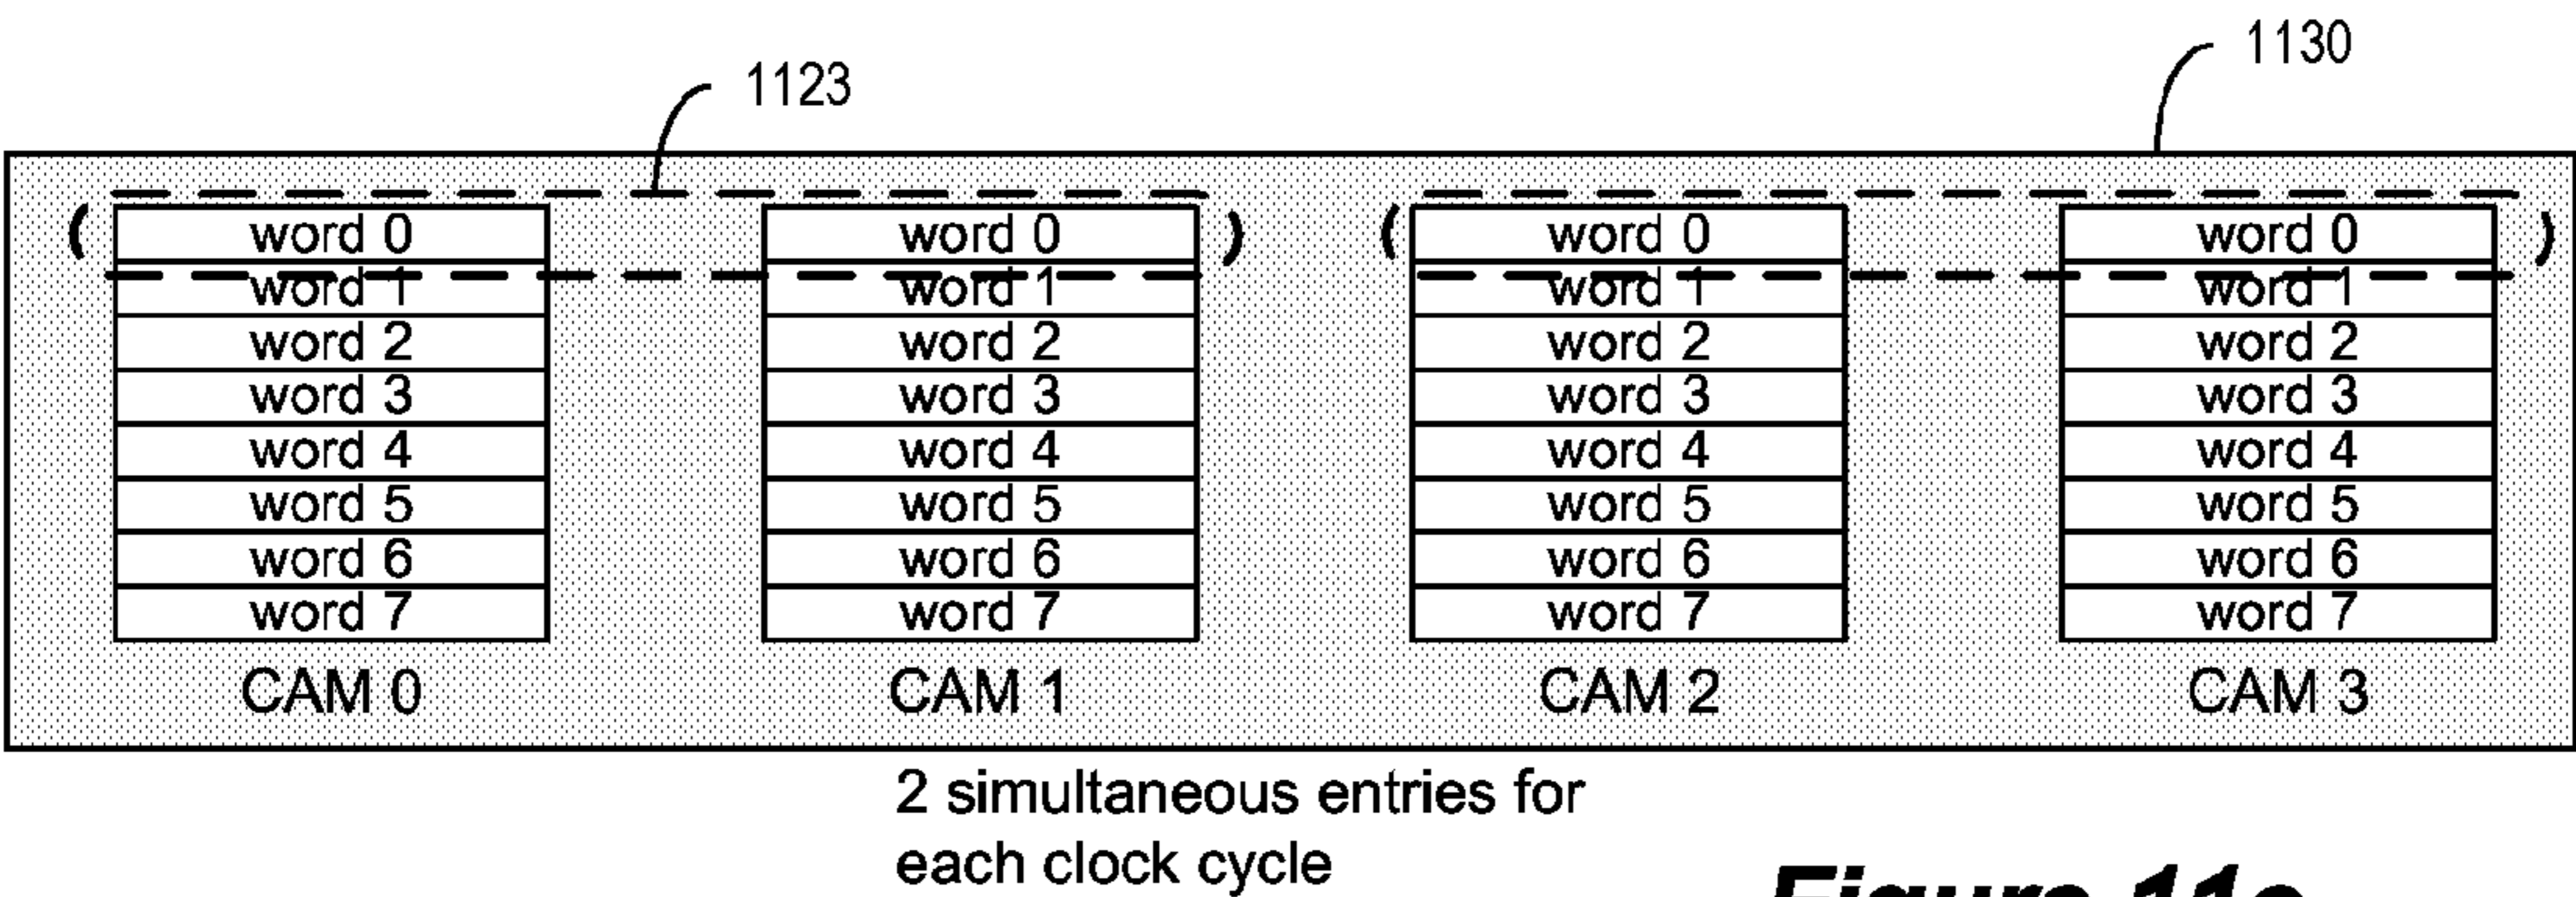 1123
1130
word 0 word 0 word 0 word 0
word 1 word 1 word 1 word 1
word 2 word 2 word 2 word 2
word 3 word 3 word 3 word 3
word 4 word 4 word 4 word 4
word 5 word 5 word 5 word 5
word 6 word 6 word 6 word 6
word 7 word 7 word 7 word 7
CAM 0 CAM 1 CAM 2 CAM 3
2 simultaneous entries for
each clock cycle
Figure